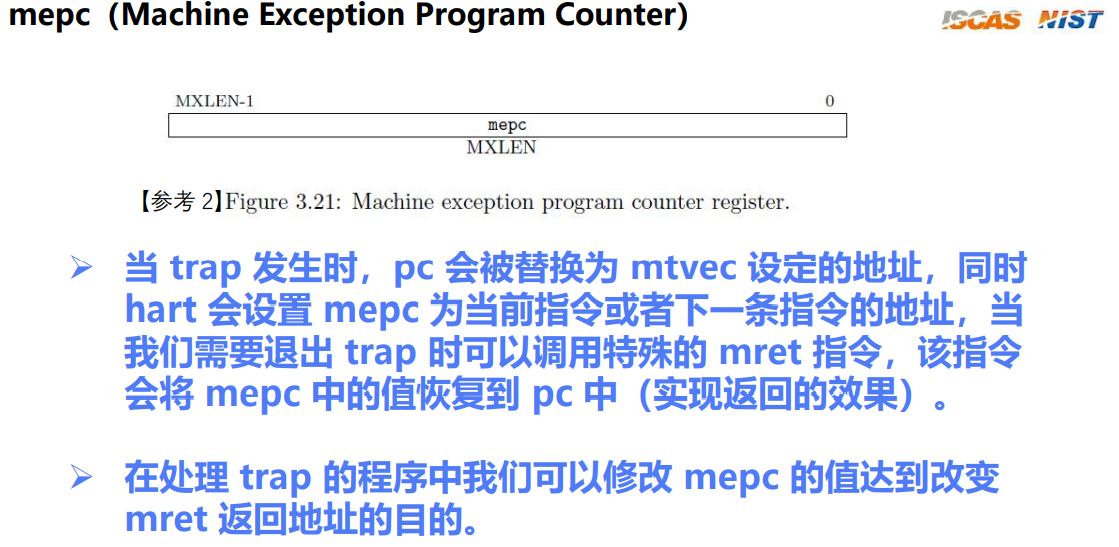 mepc（Machine Exception Program Counter）
ISCAS MIST
MXLEN-1 0
mepc
MXLEN
【参考 2】Figure 3.21: Machine exception program counter register.
➢ 当 trap 发生时，pc 会被替换为 mtvec 设定的地址，同时
hart 会设置 mepc 为当前指令或者下一条指令的地址，当
我们需要退出 trap 时可以调用特殊的 mret 指令，该指令
会将 mepc 中的值恢复到 pc 中（实现返回的效果）。
➢ 在处理 trap 的程序中我们可以修改 mepc 的值达到改变
mret 返回地址的目的。